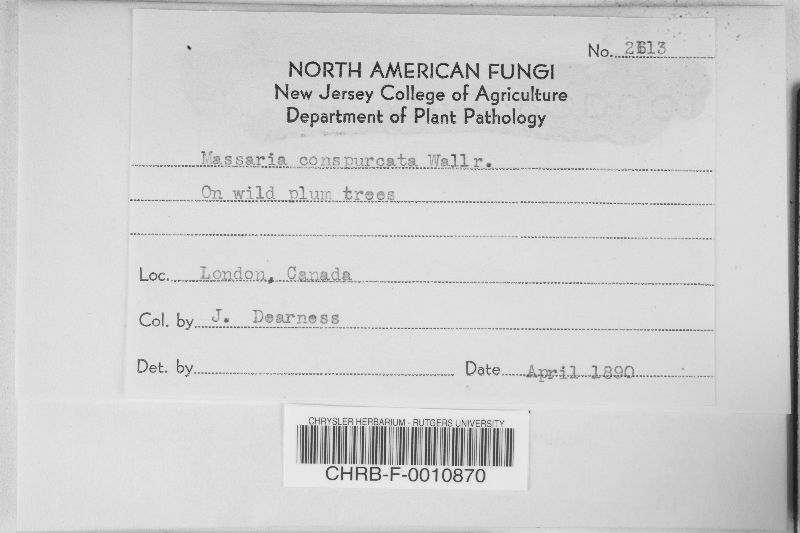 No. 2613
NORTH AMERICAN FUNGI
New Jersey College of Agriculture
Department of Plant Pathology
Massaria conspurcata Wallr.
On wild plum trees
Loc. London, Canada
Col. by J. Dearness
Det. by
Date April 1890
CHRYSLER HERBARIUM - RUTGERS UNIVERSITY
CHRB-F-0010870